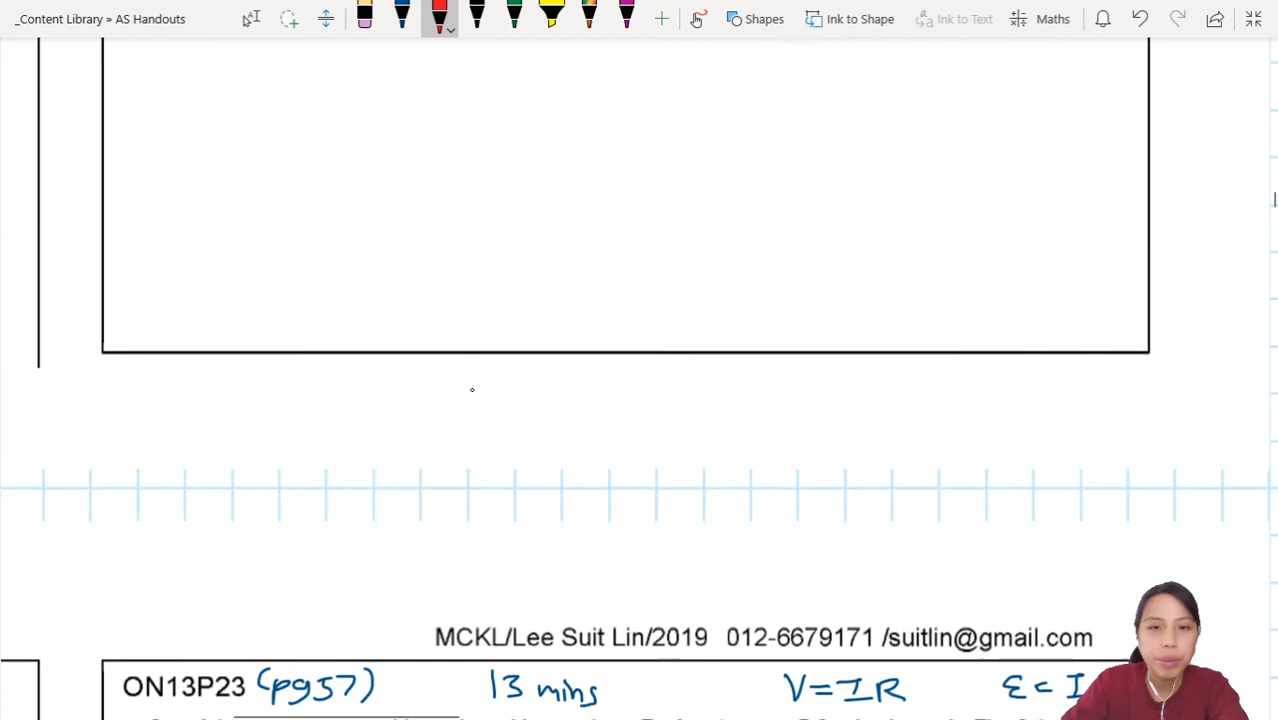 _Content Library » AS Handouts
Shapes
Ink to Shape
Ink to Text
Maths
MCKL/Lee Suit Lin/2019 012-6679171 /suitlin@gmail.com
ON13P23 (pg57) 13 mins V=IR ε = I